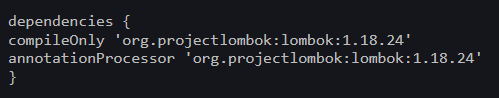 dependencies {
compileOnly 'org.projectlombok:lombok:1.18.24'
annotationProcessor 'org.projectlombok:lombok:1.18.24'
}